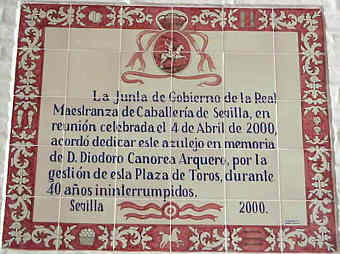 La Junta de Gobierno de la Real
Maestranza de Caballería de Sevilla, en
reunión celebrada el 4 de Abril de 2000,
acordó dedicar este azulejo en memoria
de D. Diodoro Canorea Arquero, por la
gestión de esta Plaza de Toros, durante
40 años ininterrumpidos.
Sevilla 2000.